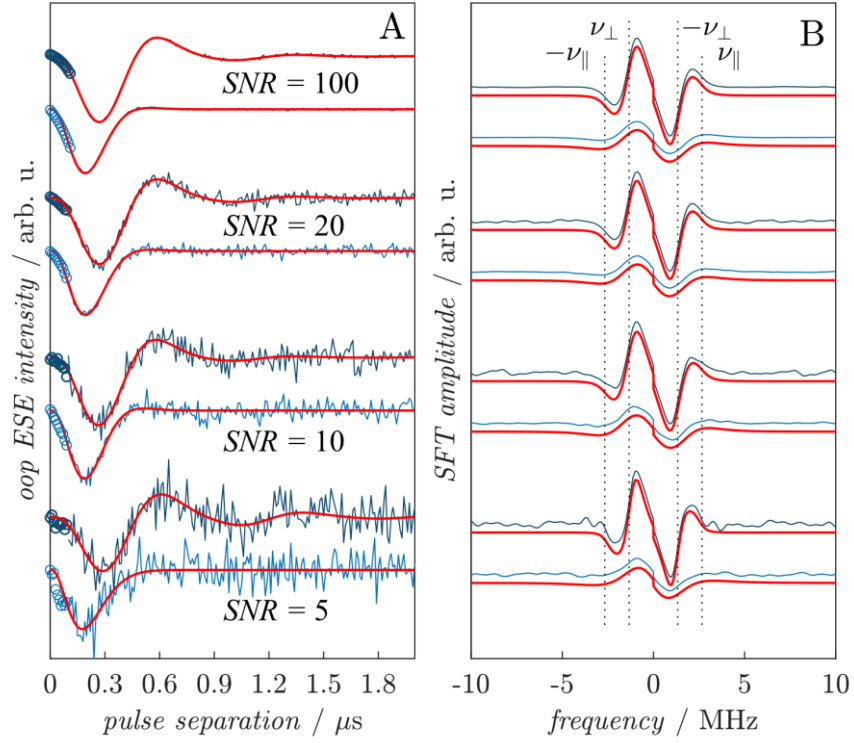 A
SNR = 100
SNR = 20
SNR = 10
SNR = 5
oop ESE intensity / arb. u.
0 0.3 0.6 0.9 1.2 1.5 1.8
pulse separation / μs
B
ν⊥ −ν⊥
−ν∥ ν∥
SFT amplitude / arb. u.
-10 -5 0 5 10
frequency / MHz